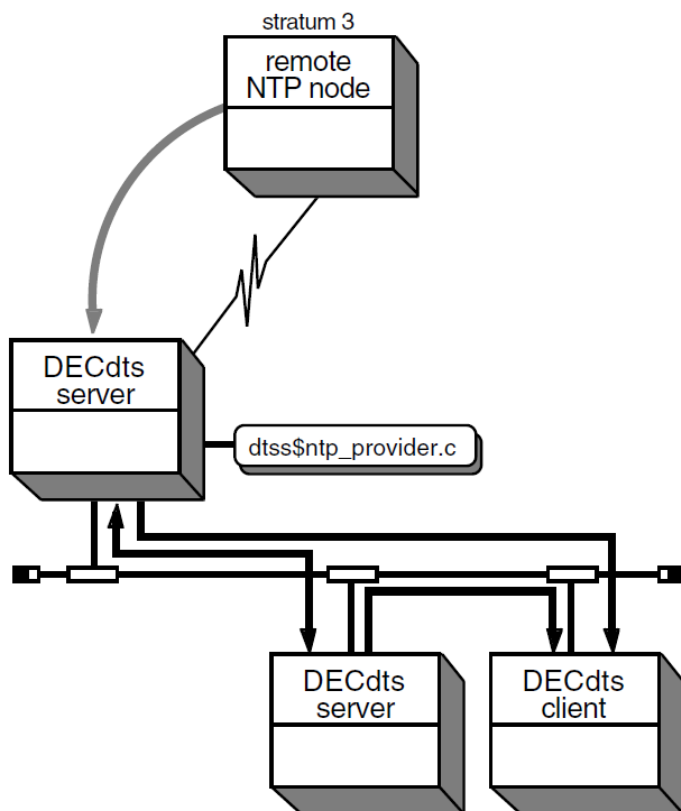 stratum 3
remote
NTP node
DECdts
server
dtss$ntp_provider.c
DECdts
server
DECdts
client